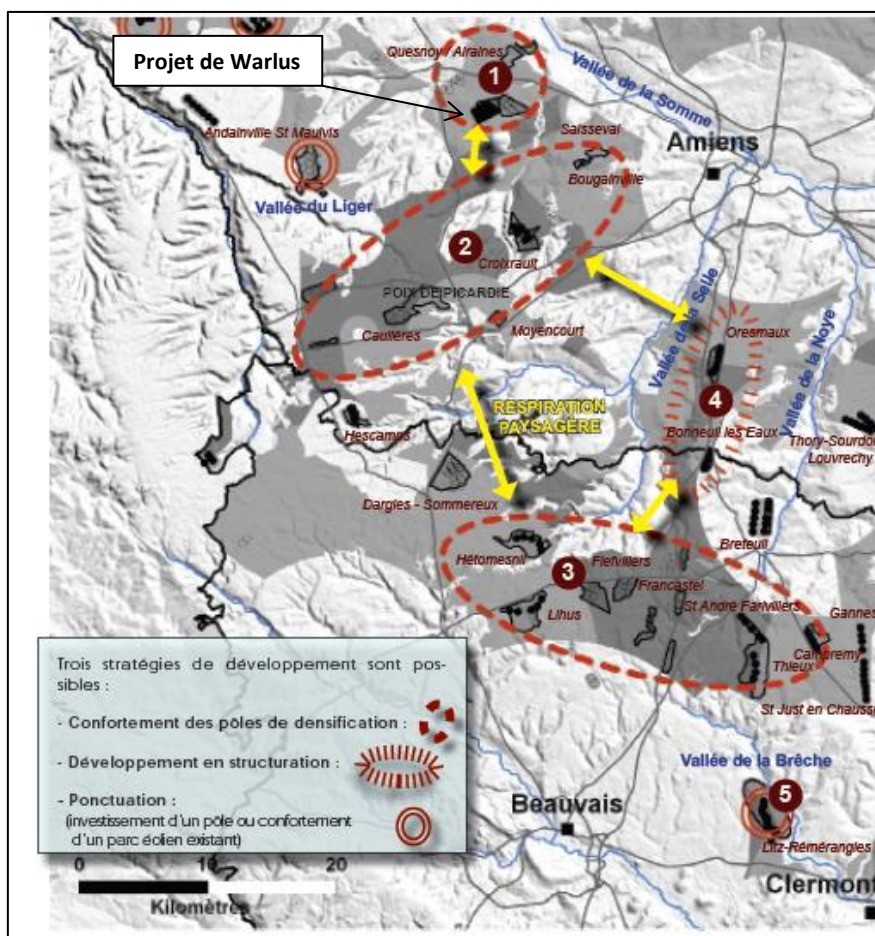 Projet de Warlus
Quesnoy / Airaines
1
Vallée de la Somme
Andainville St Maulvis
Saisseval
Amiens
Bougainville
Vallée du Liger
2
Croixrault
POIX DE PICARDIE
Caulières
Moyencourt
Vallée de la Selle
Oresmaux
Vallée de la Noye
4
RESPIRATION
PAYSAGÈRE
Hescamps
Bonneuil les Eaux
Thory-Sourdon
Louvrechy
Dargies - Sommereux
Breteuil
Hétomesnil
Flefvillers
3
Francastel
Lihus
St André Farivillers
Gannes
Campremy
Thieux
St Just en Chaussé
Trois stratégies de développement sont pos-
sibles :
- Confortement des pôles de densification :
- Développement en structuration :
- Ponctuation :
(investissement d'un pôle ou confortement
d'un parc éolien existant)
Vallée de la Brêche
5
Beauvais
Litz-Rémérangles
Clermont
0 10 20
Kilomètres